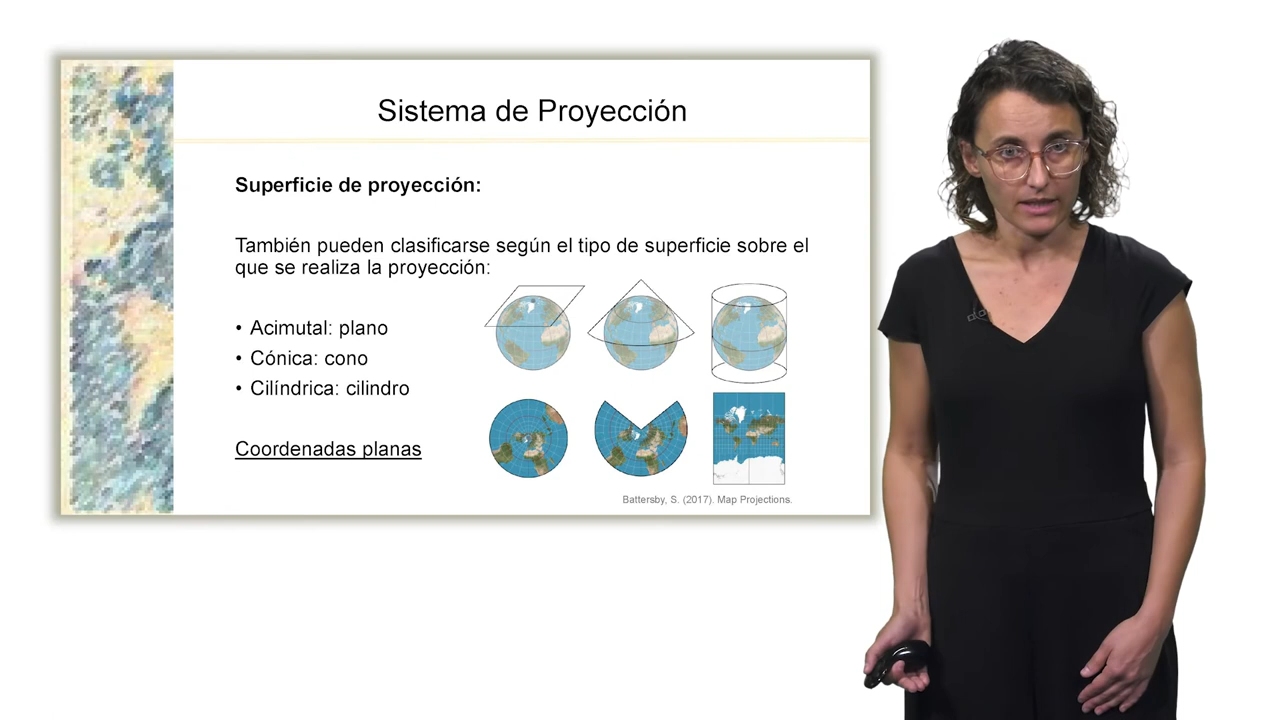 Sistema de Proyección
Superficie de proyección:
También pueden clasificarse según el tipo de superficie sobre el
que se realiza la proyección:
• Acimutal: plano
• Cónica: cono
• Cilíndrica: cilindro
Coordenadas planas
Battersby, S. (2017). Map Projections.